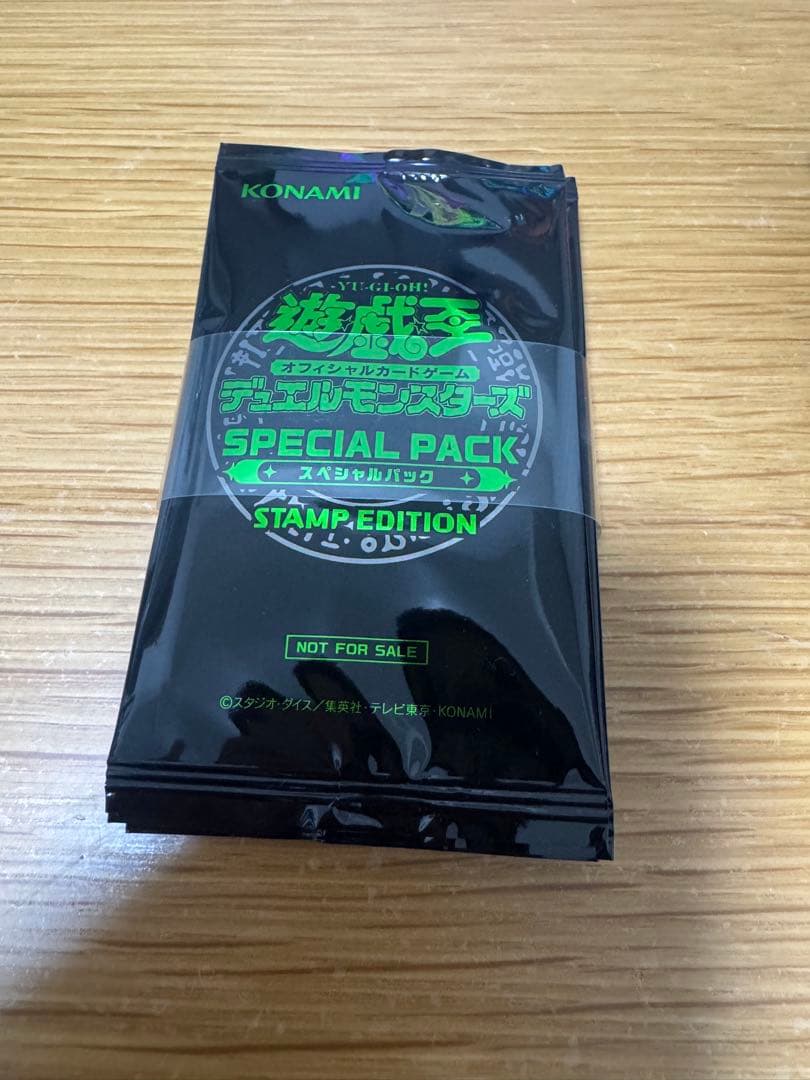 KONAMI
YU-GI-OH!
遊戯王
オフィシャルカードゲーム
デュエルモンスターズ
SPECIAL PACK
スペシャルパック
STAMP EDITION
NOT FOR SALE
©スタジオ・ダイス/集英社・テレビ東京・KONAMI